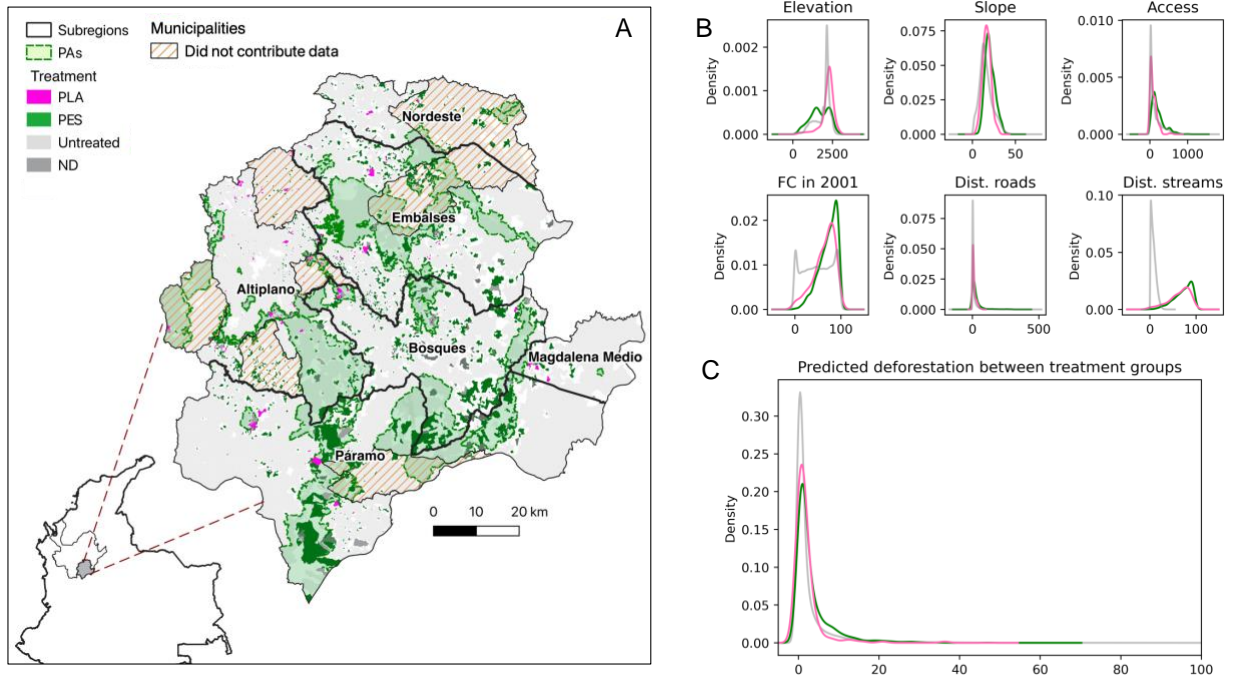 A
Subregions
PAs
Treatment
PLA
PES
Untreated
ND
Municipalities
Did not contribute data
Nordeste
Embalses
Altiplano
Bosques
Magdalena Medio
Páramo
0 10 20 km
B
Elevation
Density
0.002
0.001
0.000
0 2500
Slope
Density
0.075
0.050
0.025
0.000
0 50
Access
Density
0.010
0.005
0.000
0 1000
FC in 2001
Density
0.02
0.01
0.00
0 100
Dist. roads
Density
0.075
0.050
0.025
0.000
0 500
Dist. streams
Density
0.10
0.05
0.00
0 100
C
Predicted deforestation between treatment groups
Density
0.30
0.25
0.20
0.15
0.10
0.05
0.00
0 20 40 60 80 100